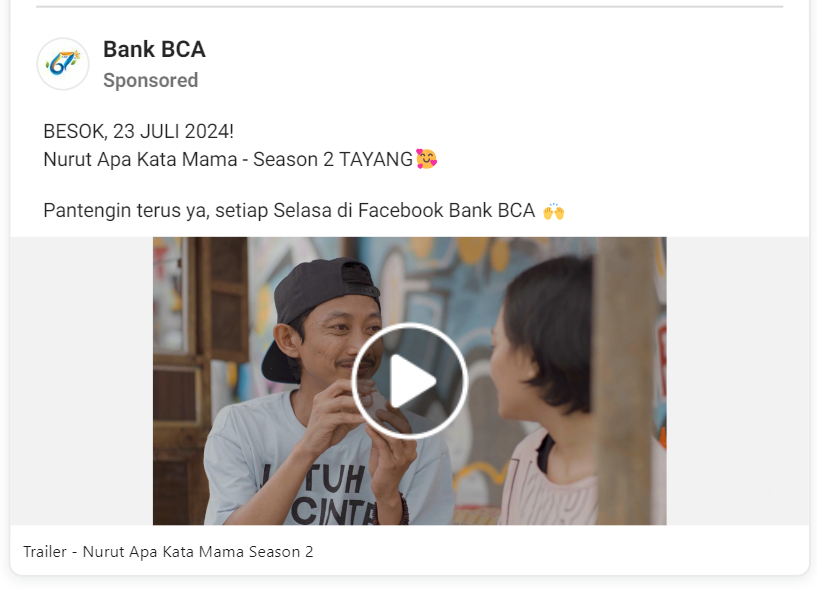 67
Bank BCA
Sponsored
BESOK, 23 JULI 2024!
Nurut Apa Kata Mama - Season 2 TAYANG🥰
Pantengin terus ya, setiap Selasa di Facebook Bank BCA 🙌
TUH
CINTA
Trailer - Nurut Apa Kata Mama Season 2